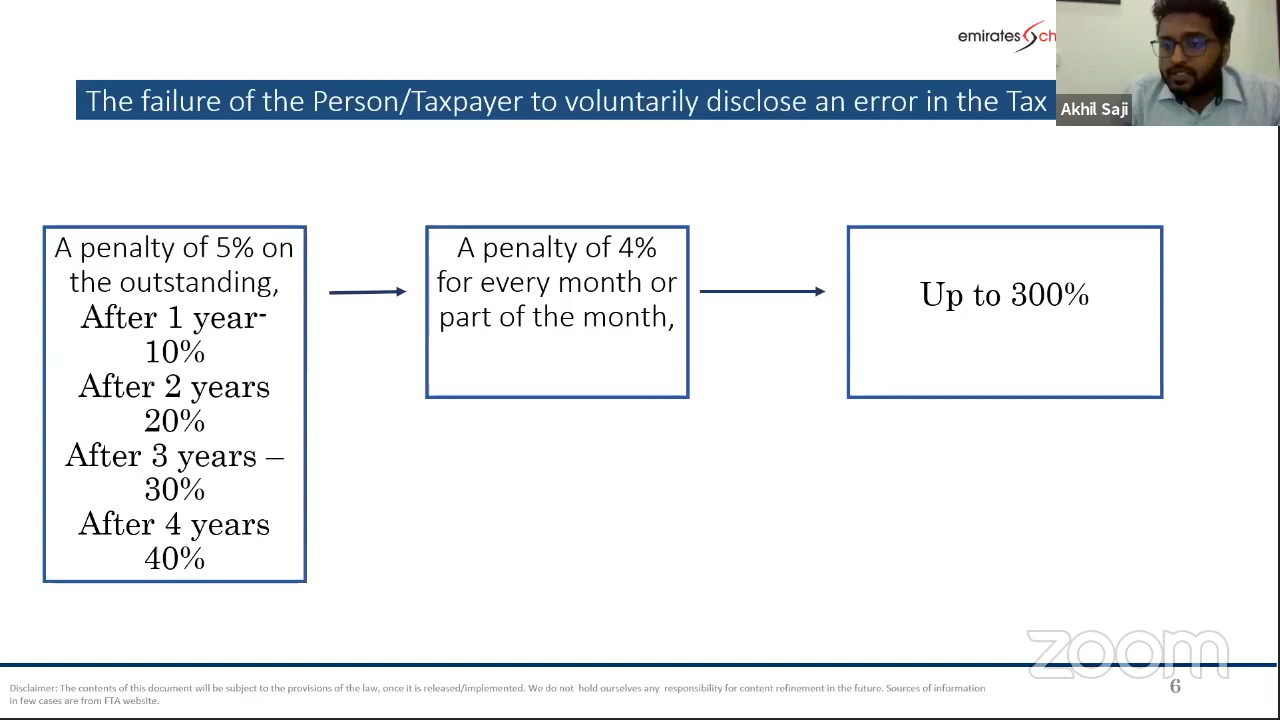 emirates ch
The failure of the Person/Taxpayer to voluntarily disclose an error in the Tax
Akhil Saji
A penalty of 5% on
the outstanding,
After 1 year-
10%
After 2 years
20%
After 3 years –
30%
After 4 years
40%
A penalty of 4%
for every month or
part of the month,
Up to 300%
zoom
Disclaimer: The contents of this document will be subject to the provisions of the law, once it is released/implemented. We do not hold ourselves any responsibility for content refinement in the future. Sources of information
in few cases are from FTA website.
6